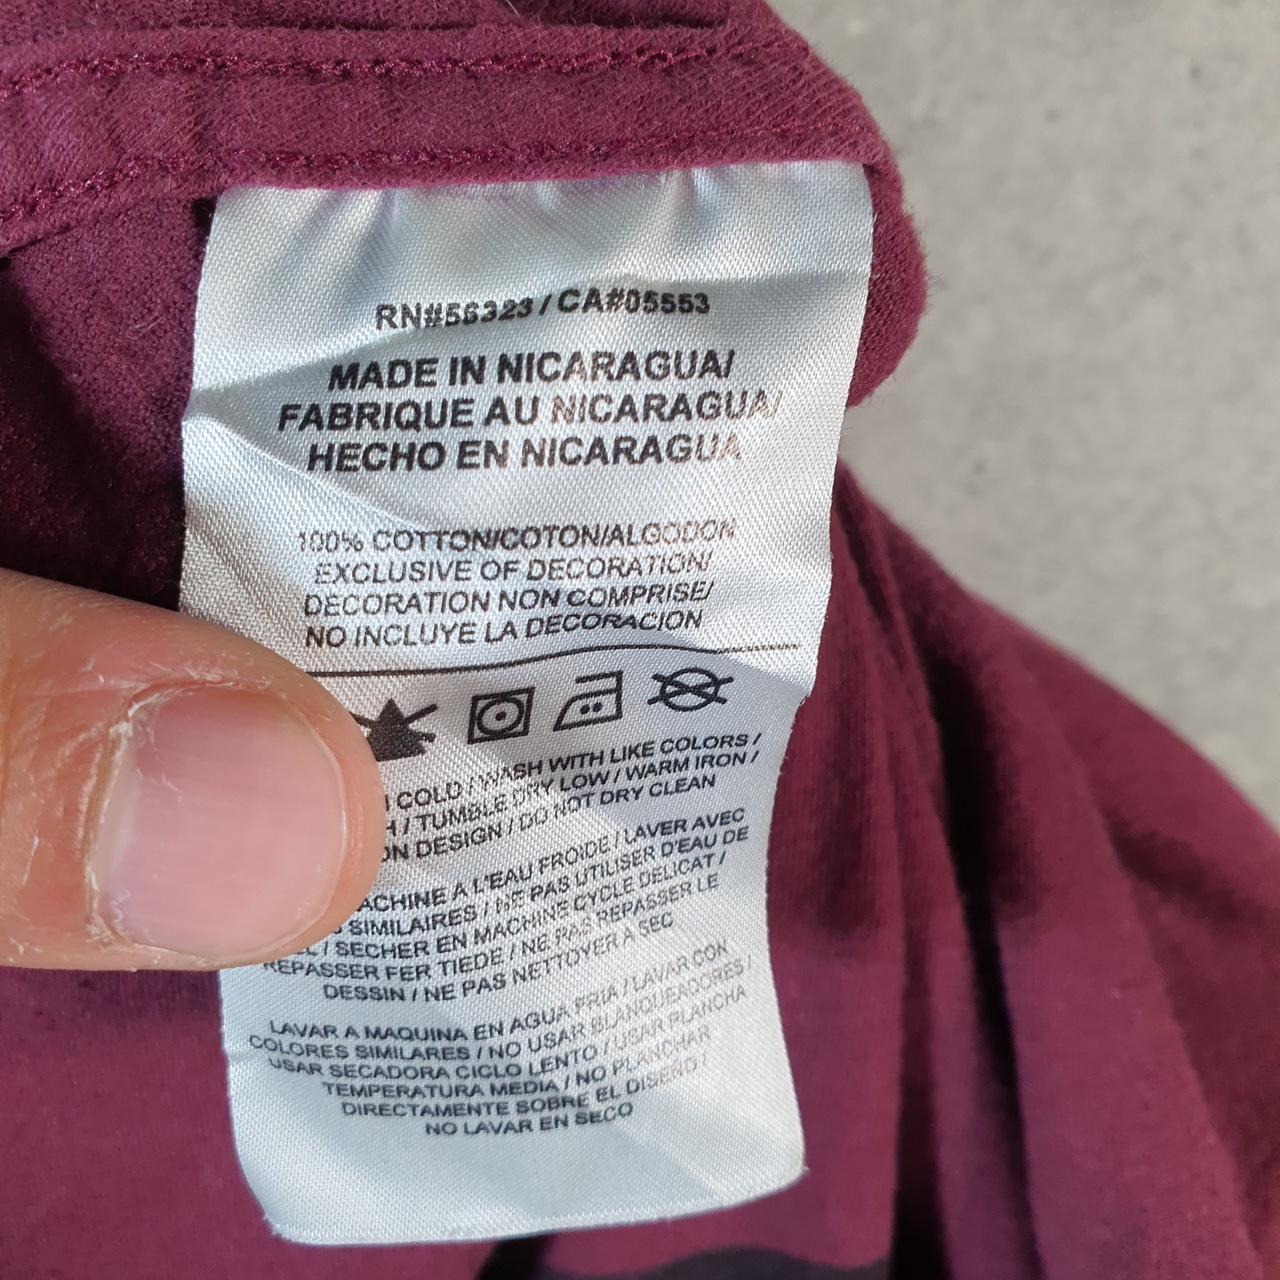 RN#56323 / CA#05553
MADE IN NICARAGUA/
FABRIQUE AU NICARAGUA/
HECHO EN NICARAGUA
100% COTTON/COTON/ALGODON
EXCLUSIVE OF DECORATION/
DECORATION NON COMPRISE/
NO INCLUYE LA DECORACION
COLD / WASH WITH LIKE COLORS /
/ TUMBLE DRY LOW / WARM IRON /
DESIGN / DO NOT DRY CLEAN
A L'EAU FROIDE / LAVER AVEC
SIMILAIRES / NE PAS UTILISER D'EAU DE
/ SECHER EN MACHINE CYCLE DELICAT /
REPASSER FER TIEDE / NE PAS REPASSER LE
DESSIN / NE PAS NETTOYER A SEC
LAVAR A MAQUINA EN AGUA FRIA / LAVAR CON
COLORES SIMILARES / NO USAR BLANQUEADORES /
USAR SECADORA CICLO LENTO / USAR PLANCHA
TEMPERATURA MEDIA / NO PLANCHAR
DIRECTAMENTE SOBRE EL DISENO /
NO LAVAR EN SECO